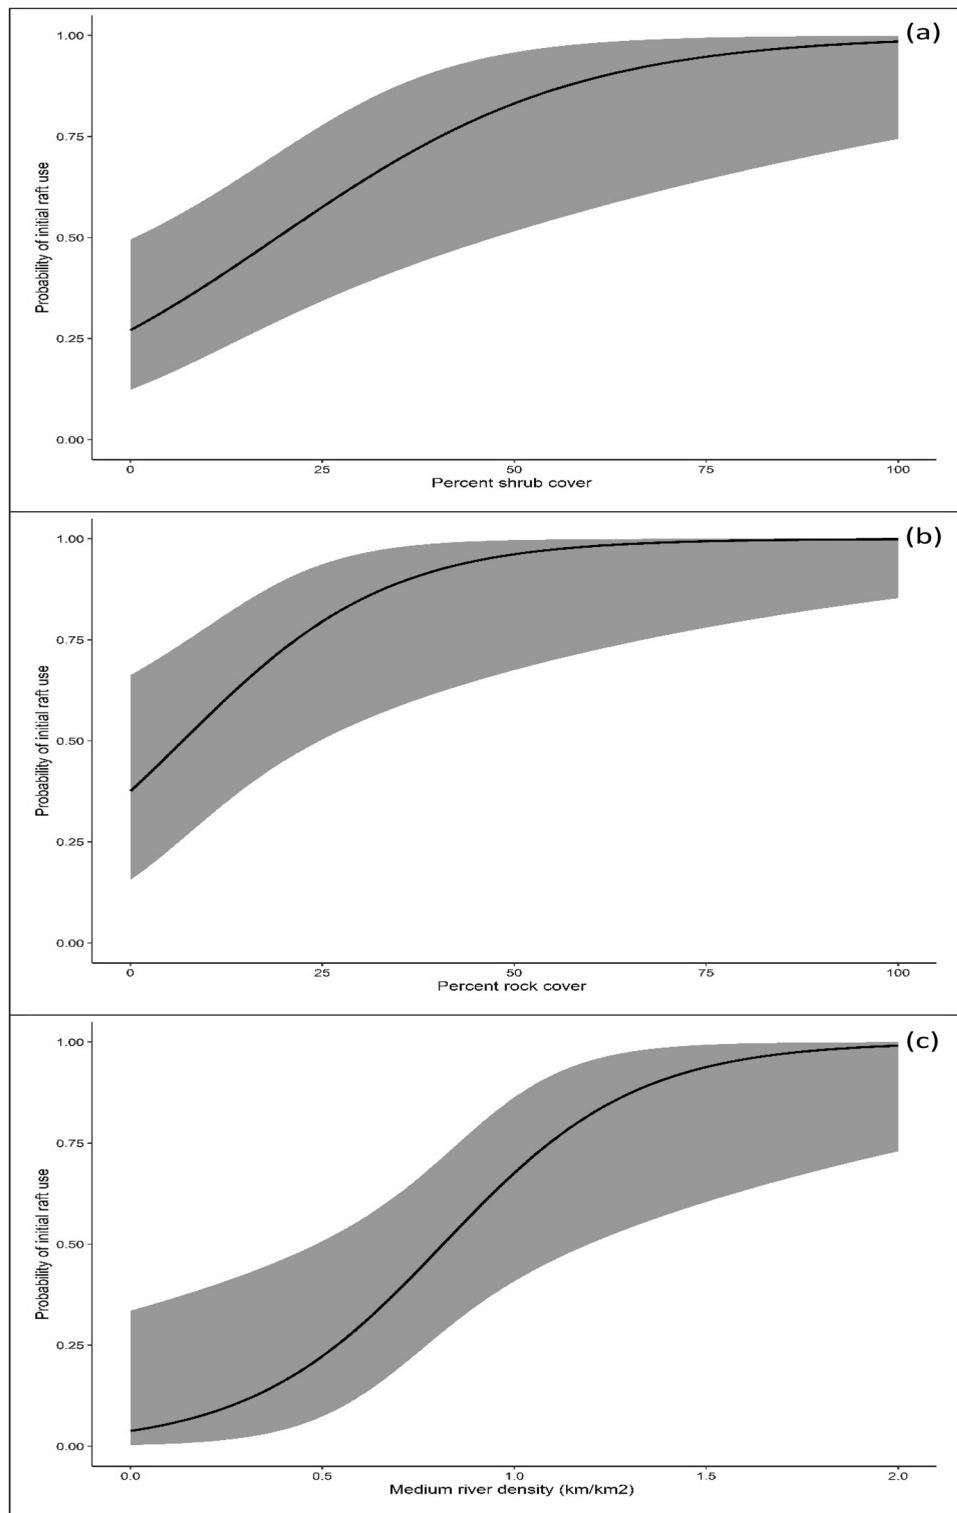 (a)
1.00
0.75
0.50
0.25
0.00
Probability of initial raft use
0 25 50 75 100
Percent shrub cover
(b)
1.00
0.75
0.50
0.25
0.00
Probability of initial raft use
0 25 50 75 100
Percent rock cover
(c)
1.00
0.75
0.50
0.25
0.00
Probability of initial raft use
0.0 0.5 1.0 1.5 2.0
Medium river density (km/km2)